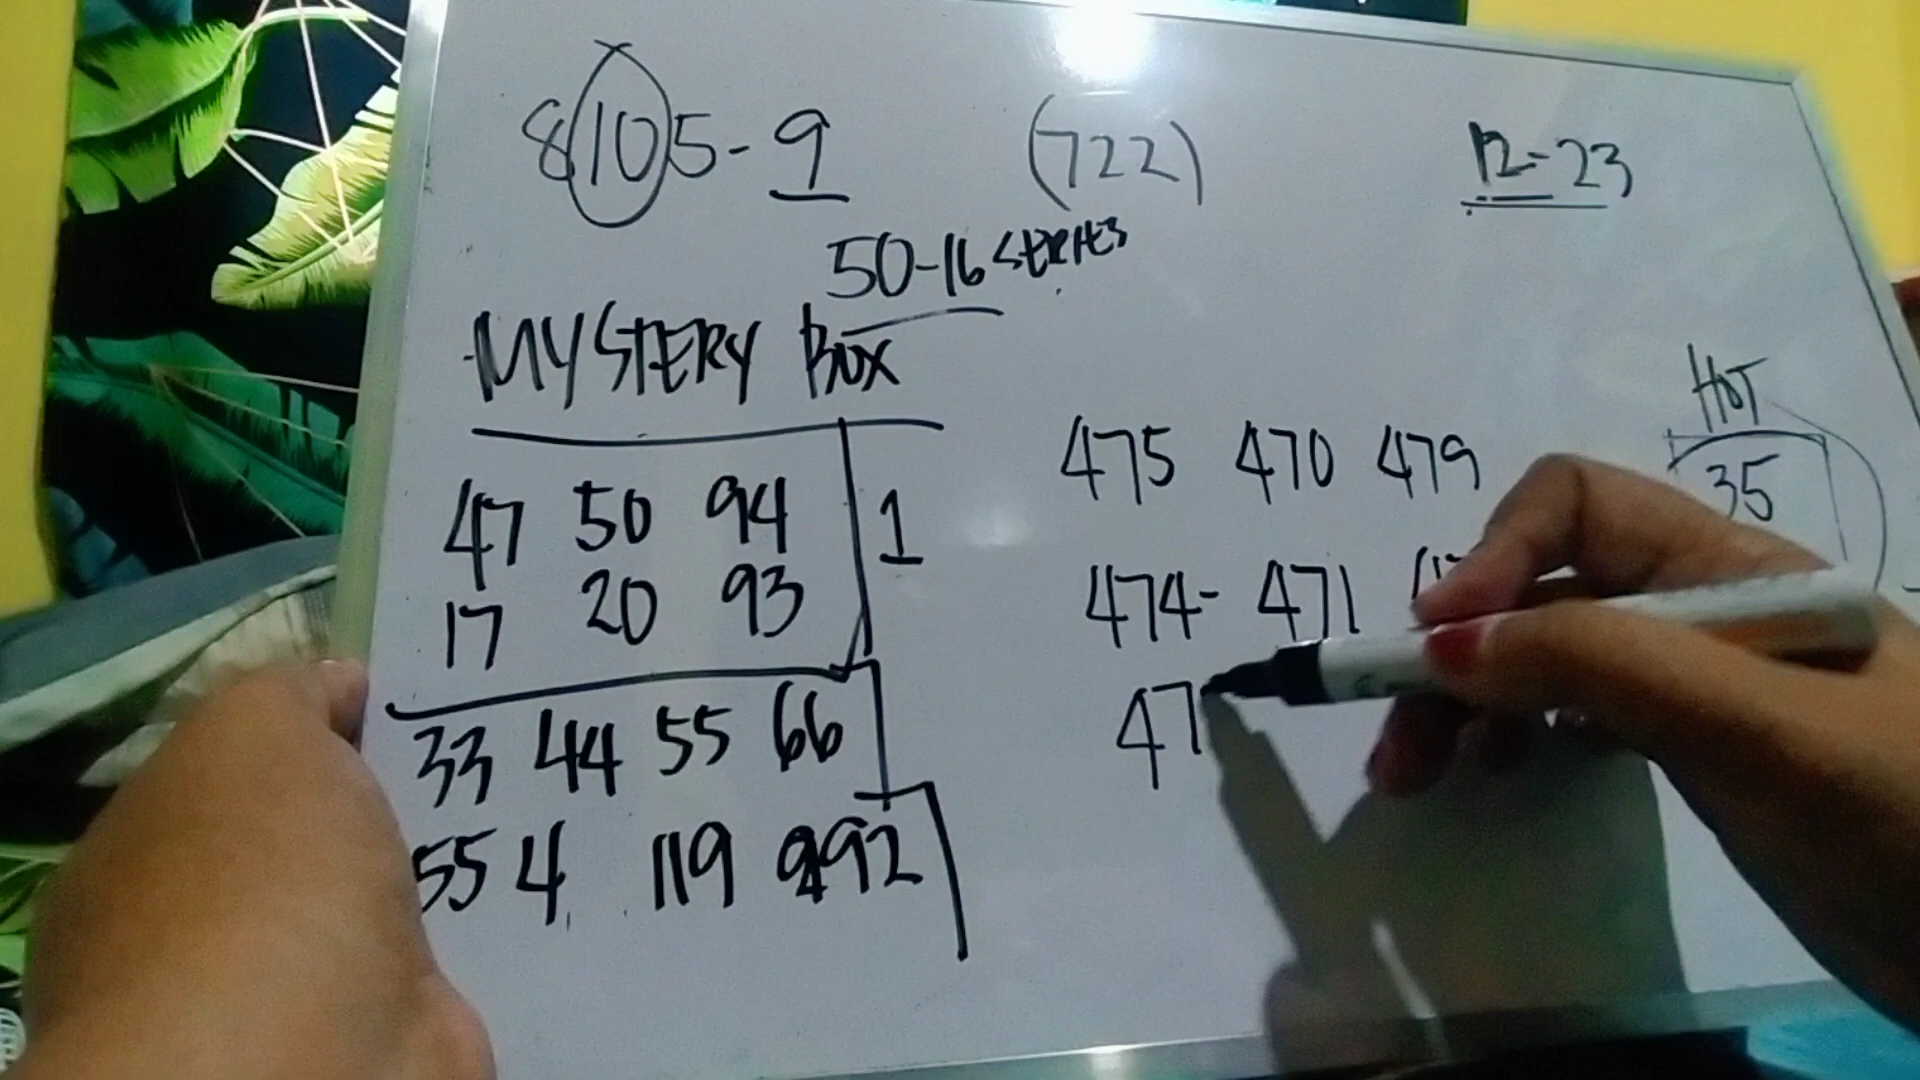 8105-9 (722) 12-23
50-16 SERIES
MYSTERY BOX
HOT
35
475 470 479
47 50 94 1
17 20 93
474- 471
47
33 44 55 66
554 119 992